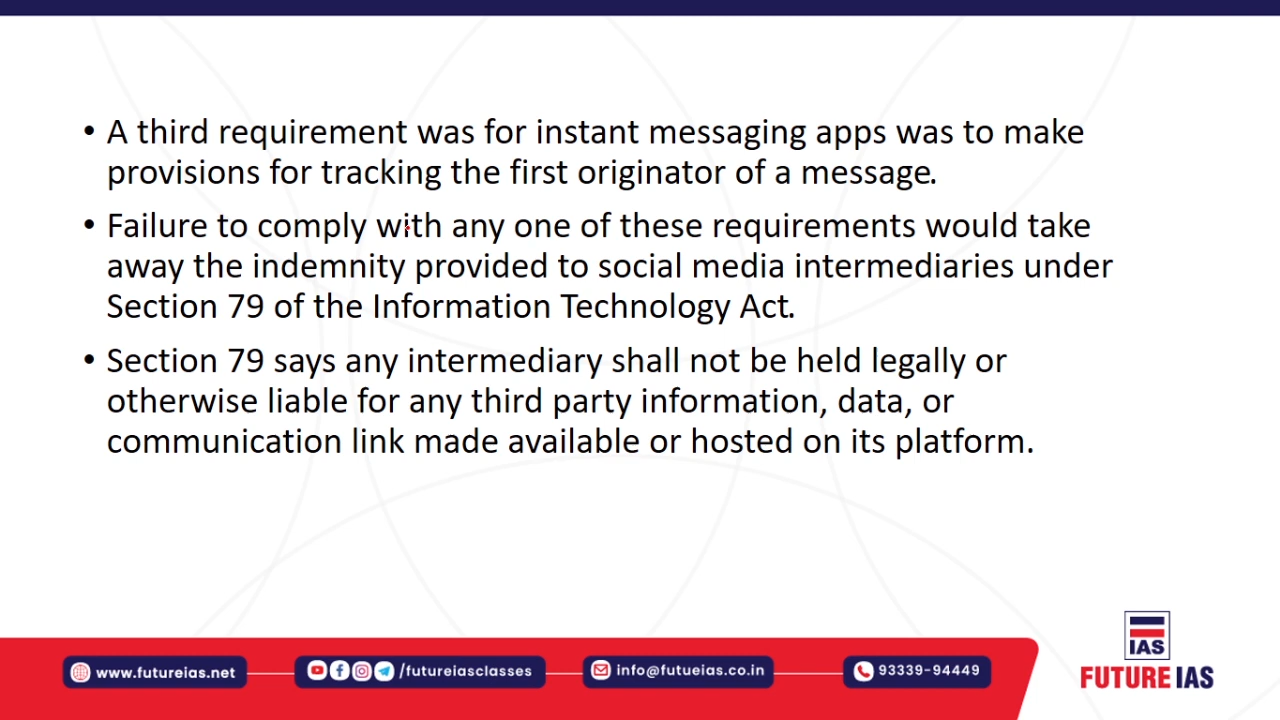 • A third requirement was for instant messaging apps was to make
provisions for tracking the first originator of a message.
• Failure to comply with any one of these requirements would take
away the indemnity provided to social media intermediaries under
Section 79 of the Information Technology Act.
• Section 79 says any intermediary shall not be held legally or
otherwise liable for any third party information, data, or
communication link made available or hosted on its platform.
IAS
FUTURE IAS
www.futureias.net
/futureiasclasses
info@futueias.co.in
93339-94449